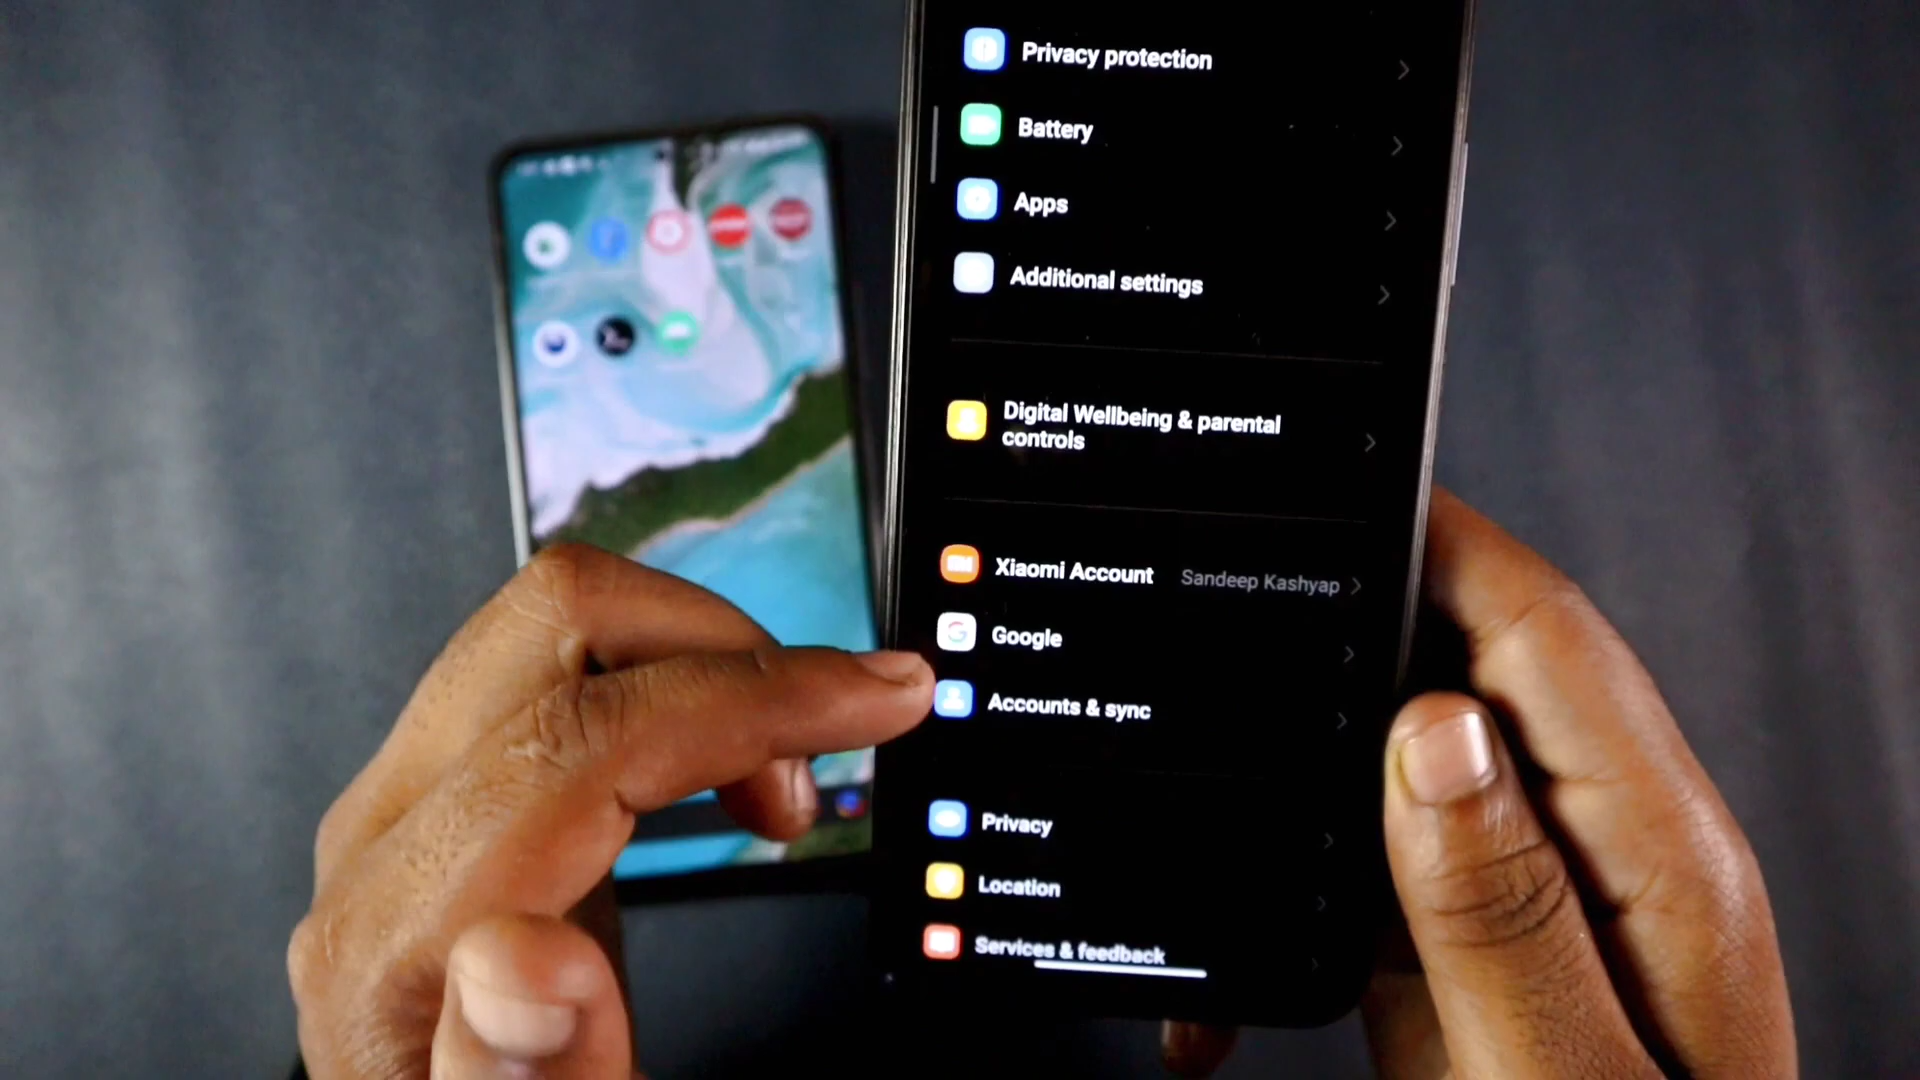 Privacy protection
Battery
Apps
Additional settings
Digital Wellbeing & parental
controls
Xiaomi Account Sandeep Kashyap
Google
Accounts & sync
Privacy
Location
Services & feedback